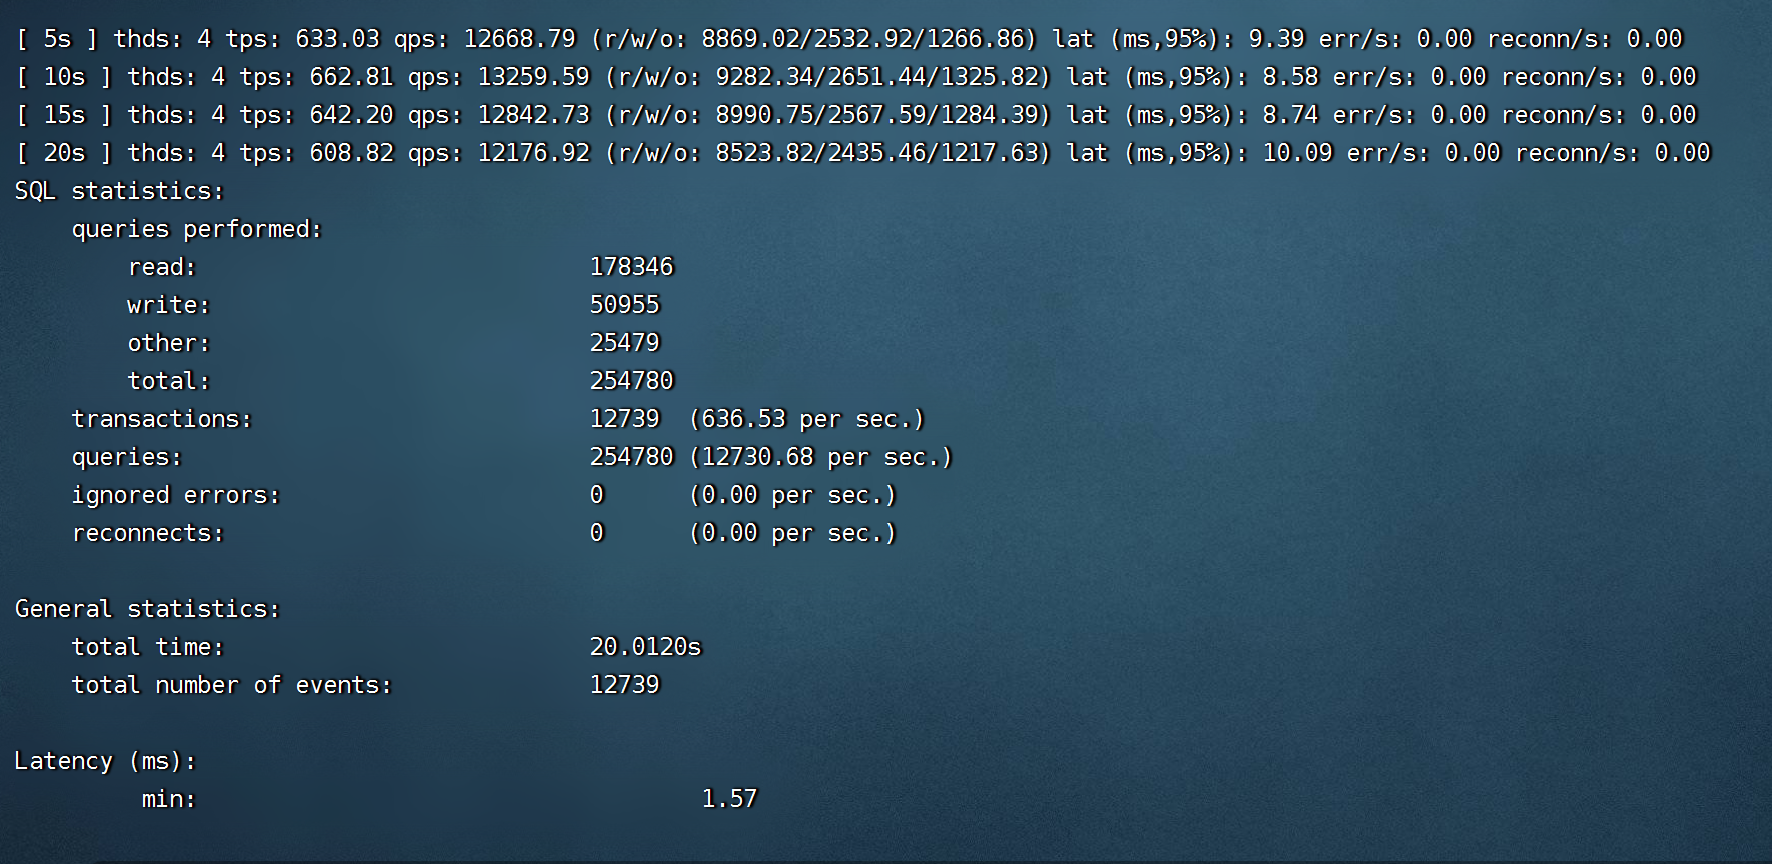 [ 5s ] thds: 4 tps: 633.03 qps: 12668.79 (r/w/o: 8869.02/2532.92/1266.86) lat (ms,95%): 9.39 err/s: 0.00 reconn/s: 0.00
[ 10s ] thds: 4 tps: 662.81 qps: 13259.59 (r/w/o: 9282.34/2651.44/1325.82) lat (ms,95%): 8.58 err/s: 0.00 reconn/s: 0.00
[ 15s ] thds: 4 tps: 642.20 qps: 12842.73 (r/w/o: 8990.75/2567.59/1284.39) lat (ms,95%): 8.74 err/s: 0.00 reconn/s: 0.00
[ 20s ] thds: 4 tps: 608.82 qps: 12176.92 (r/w/o: 8523.82/2435.46/1217.63) lat (ms,95%): 10.09 err/s: 0.00 reconn/s: 0.00
SQL statistics:
    queries performed:
        read:                            178346
        write:                           50955
        other:                           25479
        total:                           254780
    transactions:                        12739  (636.53 per sec.)
    queries:                             254780 (12730.68 per sec.)
    ignored errors:                      0      (0.00 per sec.)
    reconnects:                          0      (0.00 per sec.)

General statistics:
    total time:                          20.0120s
    total number of events:              12739

Latency (ms):
         min:                                    1.57